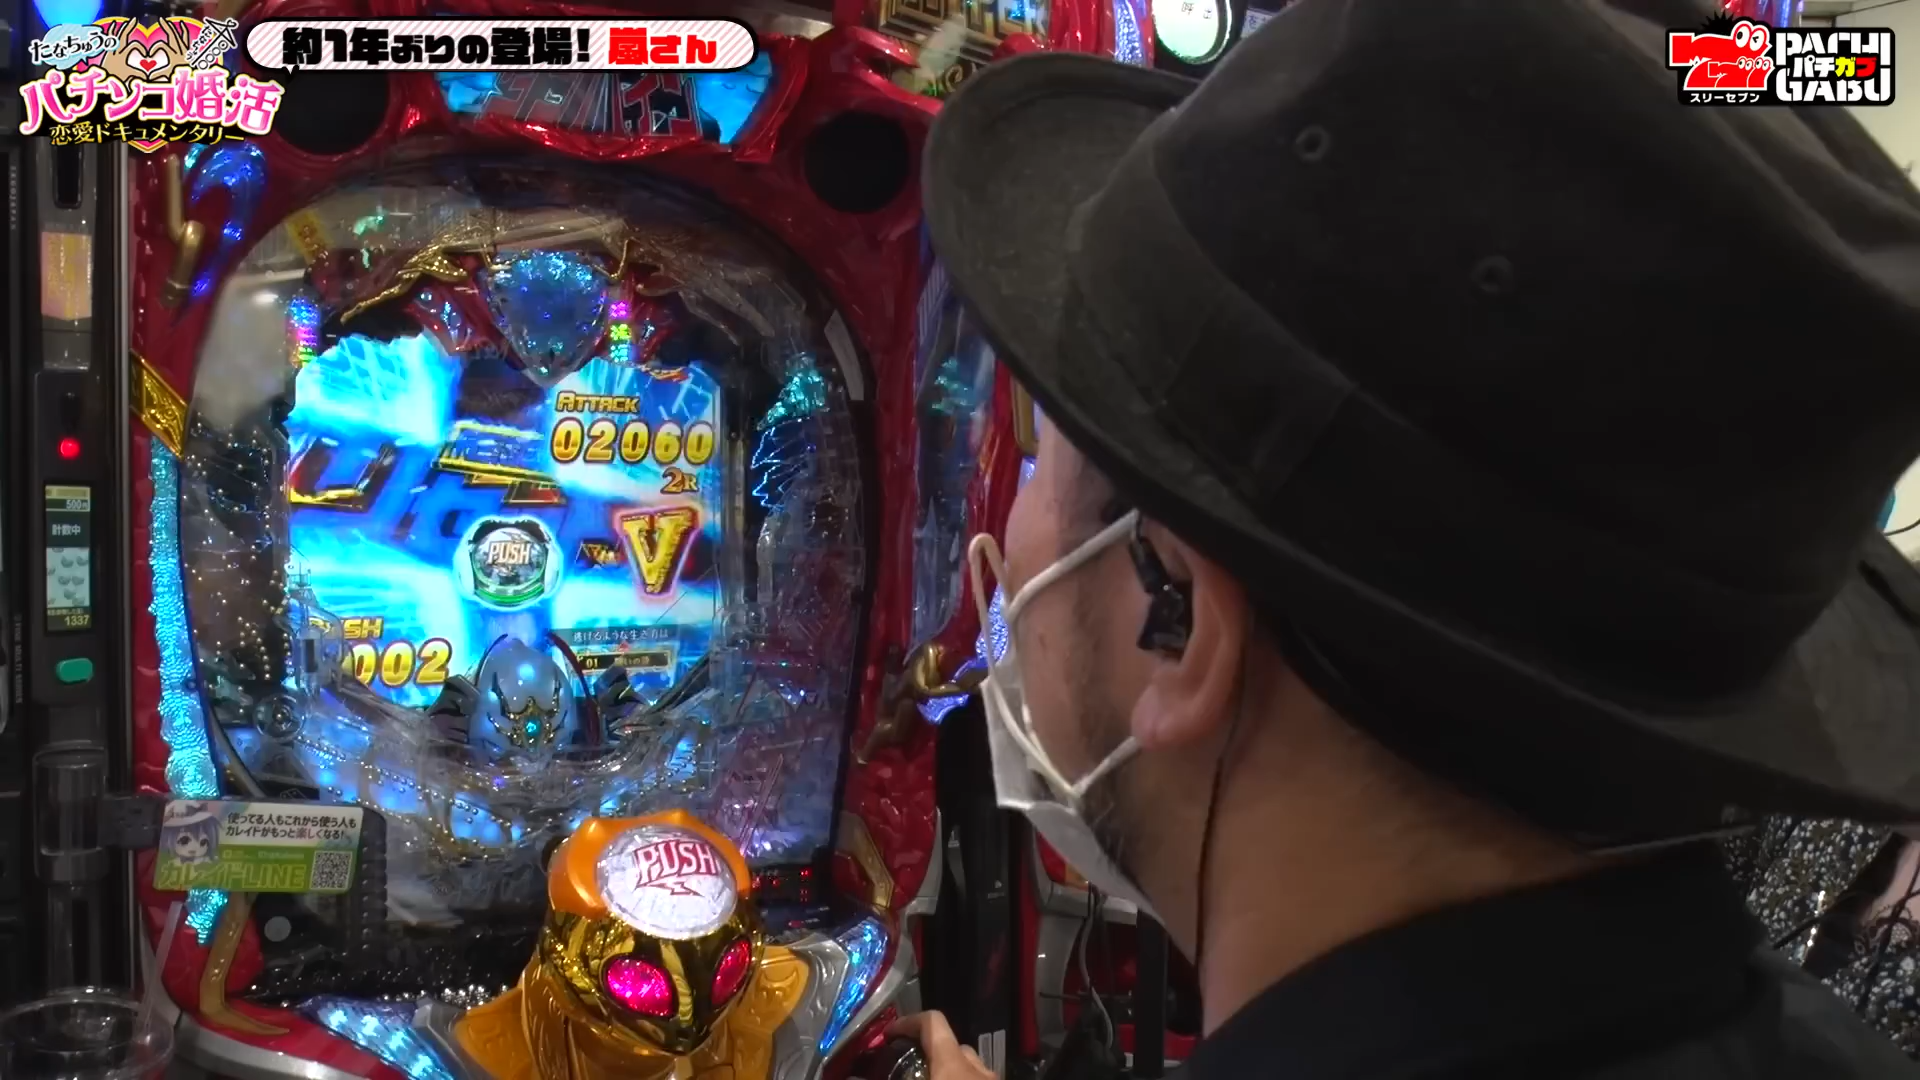 たなちゅうの
パチンコ婚活
恋愛ドキュメンタリー
約1年ぶりの登場！ 嵐さん
777
スリーセブン
PACHI
パチガブ
GABU
呼出
ATTACK
02060
2R
PUSH
V
002
計数中
1337
使ってる人もこれから使う人も
カレイドがもっと楽しくなる!
カレイドLINE
PUSH